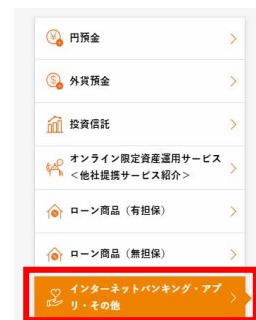 円預金
外貨預金
投資信託
オンライン限定資産運用サービス
<他社提携サービス紹介>
ローン商品（有担保）
ローン商品（無担保）
インターネットバンキング・アプ
リ・その他